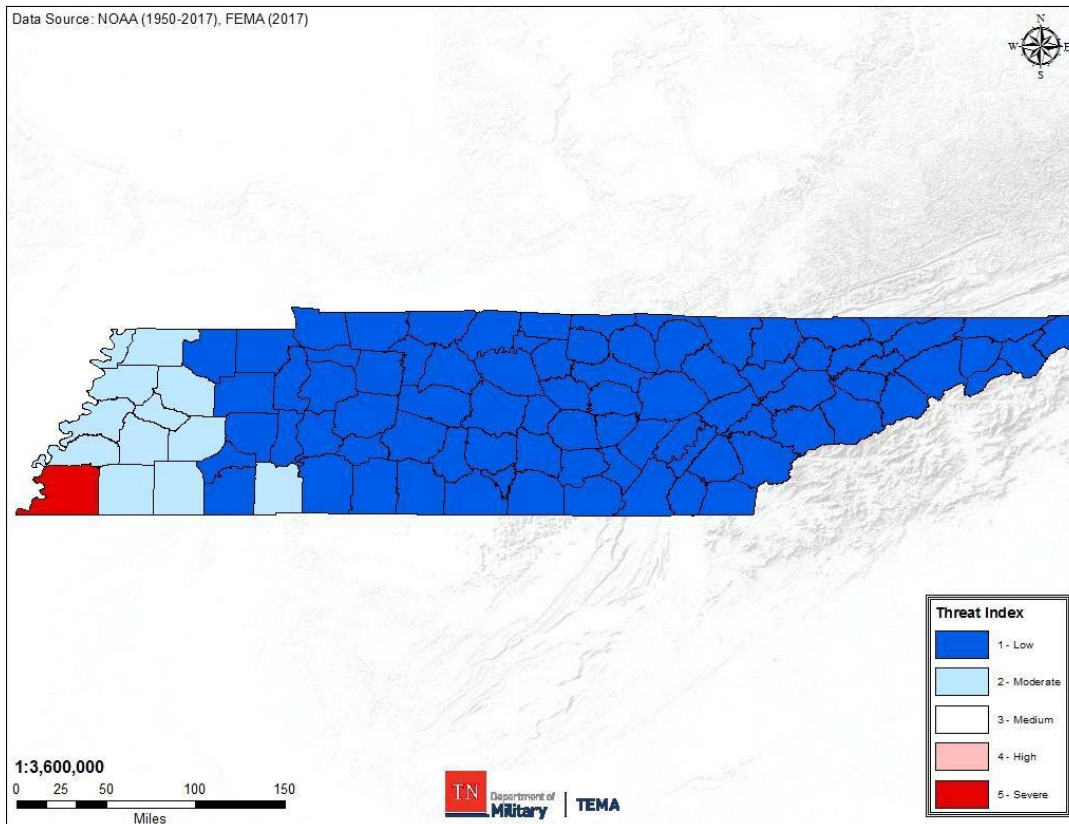 Data Source: NOAA (1950-2017), FEMA (2017)
N
W E
S
Threat Index
1 - Low
2 - Moderate
3 - Medium
4 - High
5 - Severe
1:3,600,000
0 25 50 100 150
Miles
TN
Department of
Military
TEMA